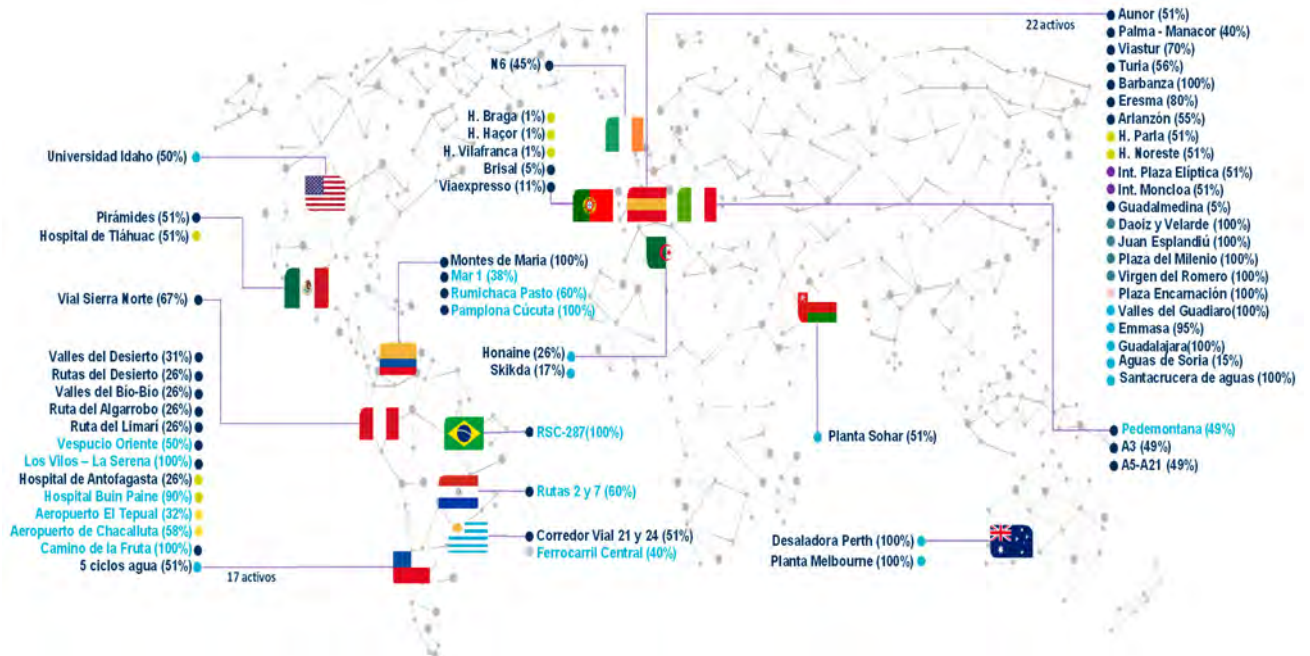 22 activos
Aunor (51%)
Palma - Manacor (40%)
Viastur (70%)
Turia (56%)
Barbanza (100%)
Eresma (80%)
Arlanzón (55%)
H. Parla (51%)
H. Noreste (51%)
Int. Plaza Elíptica (51%)
Int. Moncloa (51%)
Guadalmedina (5%)
Daoíz y Velarde (100%)
Juan Esplandiú (100%)
Plaza del Milenio (100%)
Virgen del Romero (100%)
Plaza Encarnación (100%)
Valles del Guadiaro(100%)
Emmasa (95%)
Guadalajara(100%)
Aguas de Soria (15%)
Santacrucera de aguas (100%)
N6 (45%)
H. Braga (1%)
H. Haçor (1%)
H. Vilafranca (1%)
Brisal (5%)
Viaexpresso (11%)
Universidad Idaho (50%)
Pirámides (51%)
Hospital de Tláhuac (51%)
Montes de Maria (100%)
Mar 1 (38%)
Rumichaca Pasto (60%)
Pamplona Cúcuta (100%)
Vial Sierra Norte (67%)
Honaine (26%)
Skikda (17%)
Valles del Desierto (31%)
Rutas del Desierto (26%)
Valles del Bío-Bío (26%)
Ruta del Algarrobo (26%)
Ruta del Limarí (26%)
Vespucio Oriente (50%)
Los Vilos – La Serena (100%)
Hospital de Antofagasta (26%)
Hospital Buin Paine (90%)
Aeropuerto El Tepual (32%)
Aeropuerto de Chacalluta (58%)
Camino de la Fruta (100%)
5 ciclos agua (51%)
17 activos
RSC-287(100%)
Rutas 2 y 7 (60%)
Corredor Vial 21 y 24 (51%)
Ferrocarril Central (40%)
Planta Sohar (51%)
Pedemontana (49%)
A3 (49%)
A5-A21 (49%)
Desaladora Perth (100%)
Planta Melbourne (100%)